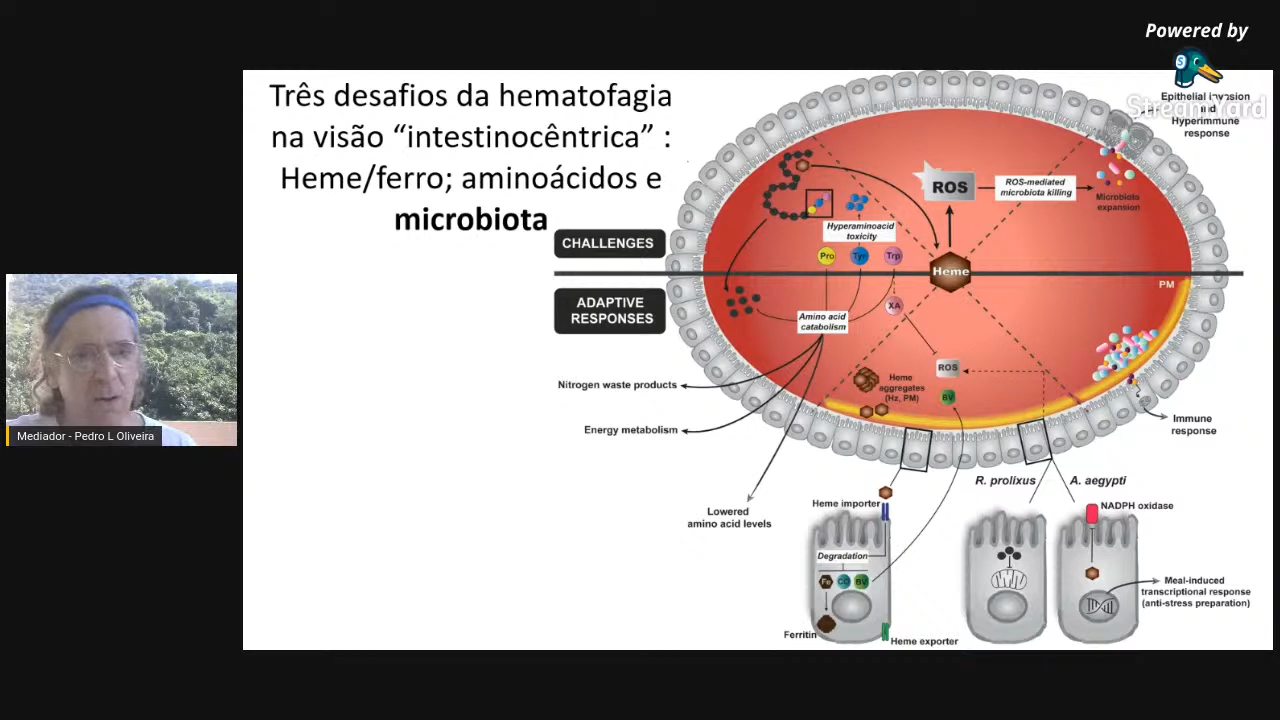 Powered by
StreamYard
Três desafios da hematofagia
na visão “intestinocêntrica” :
Heme/ferro; aminoácidos e
microbiota
Epithelial invasion
and
Hyperimmune
response
ROS
ROS-mediated
microbiota killing
Microbiota
expansion
Hyperaminoacid
toxicity
CHALLENGES
Pro
Tyr
Trp
Heme
PM
ADAPTIVE
RESPONSES
XA
Amino acid
catabolism
ROS
Heme
aggregates
(Hz, PM)
BV
Nitrogen waste products
Energy metabolism
Immune
response
Lowered
amino acid levels
R. prolixus
A. aegypti
Heme importer
NADPH oxidase
Degradation
Fe
CO
BV
Meal-induced
transcriptional response
(anti-stress preparation)
Ferritin
Heme exporter
Mediador - Pedro L Oliveira